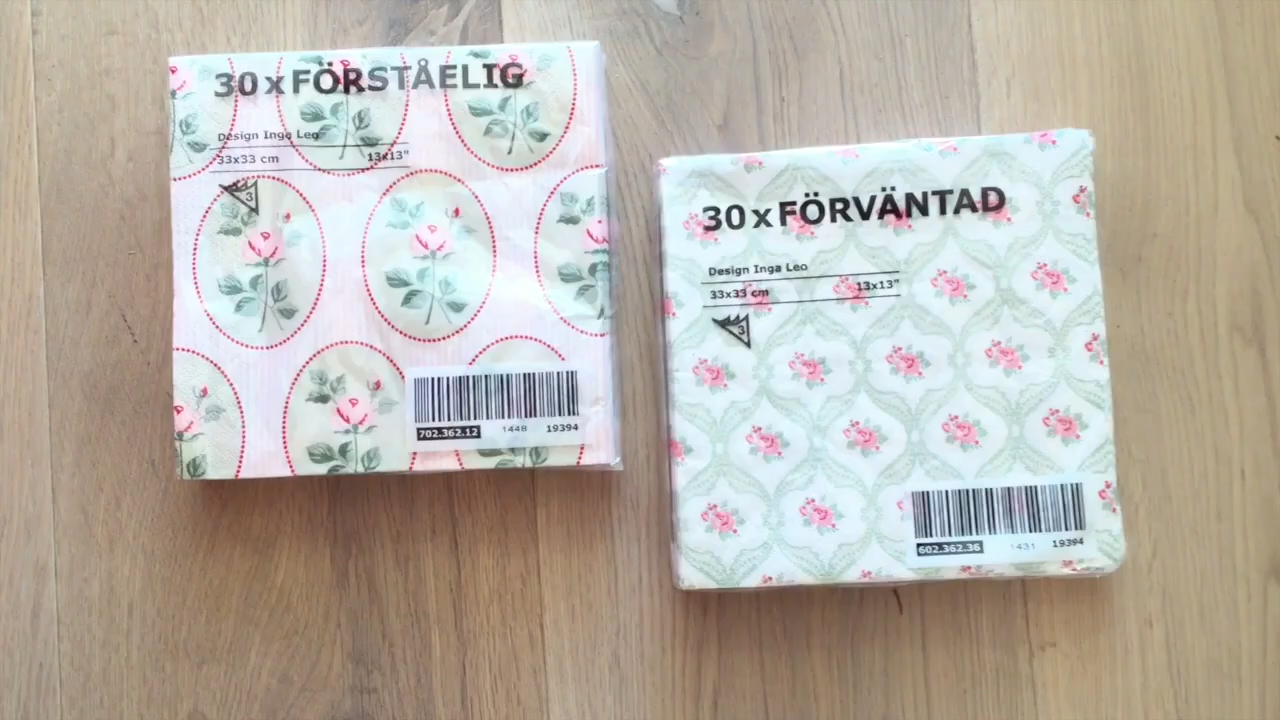 30 x FÖRSTÅELIG
Design Inga Leo
33x33 cm 13x13"
3
702.362.12 1448 19394
30 x FÖRVÄNTAD
Design Inga Leo
33x33 cm 13x13"
3
602.362.36 1431 19394